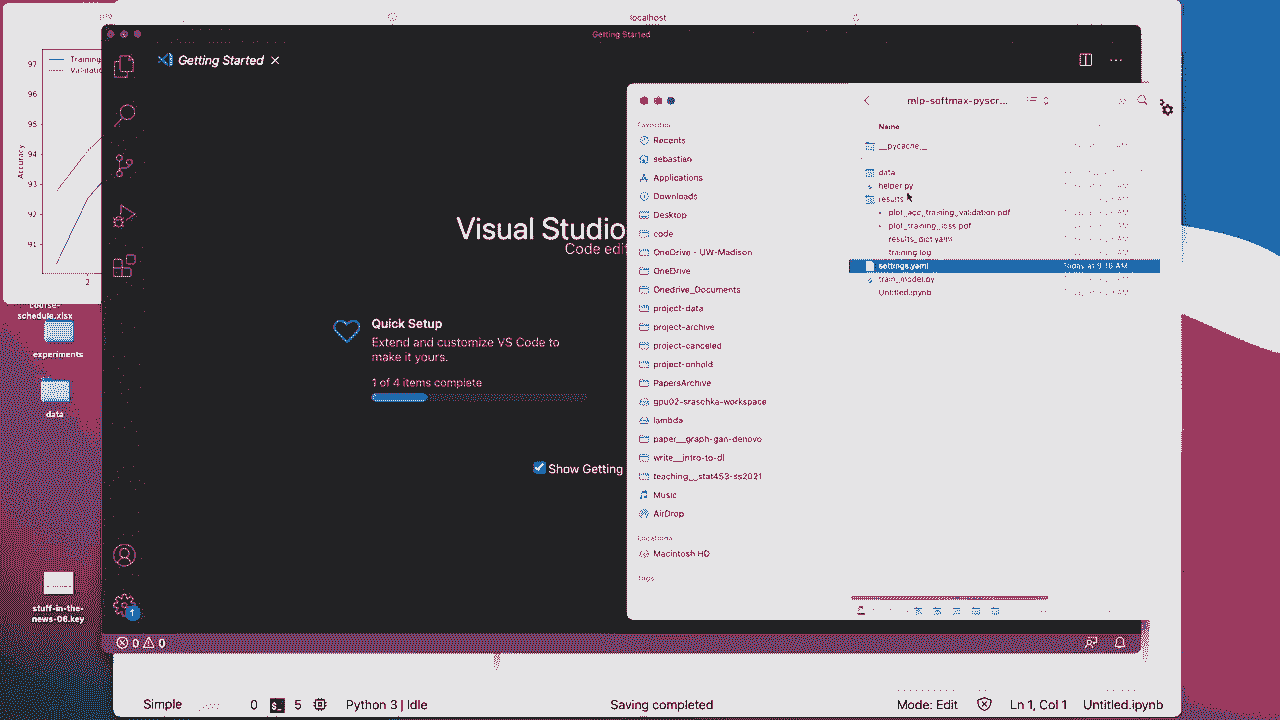 localhost
Getting Started
Getting Started
Training
Validatio
97
96
95
94
93
92
91
Accuracy
2
Visual Studio
Code edit
Quick Setup
Extend and customize VS Code to
make it yours.
1 of 4 items complete
Show Getting
course-
schedule.xlsx
experiments
data
stuff-in-the-
news-06.key
1
0 0
Favorites
Recents
sebastien
Applications
Downloads
Desktop
code
OneDrive - UW-Madison
OneDrive
Onedrive_Documents
project-data
project-archive
project-canceled
project-onhold
PapersArchive
gpu02-sraschka-workspace
lambda
paper__graph-gan-denovo
write__intro-to-dl
teaching__stat453-ss2021
Music
AirDrop
Locations
Macintosh HD
Tags
mlp-softmax-pyscr...
Name
__pycache__
data
helper.py
results
plot_acc_training_validation.pdf
plot_training_loss.pdf
results_dict.yaml
training.log
settings.yaml Today at 9:16 AM
train_model.py
Untitled.ipynb
Simple 0 $_ 5 Python 3 | Idle Saving completed Mode: Edit Ln 1, Col 1 Untitled.ipynb